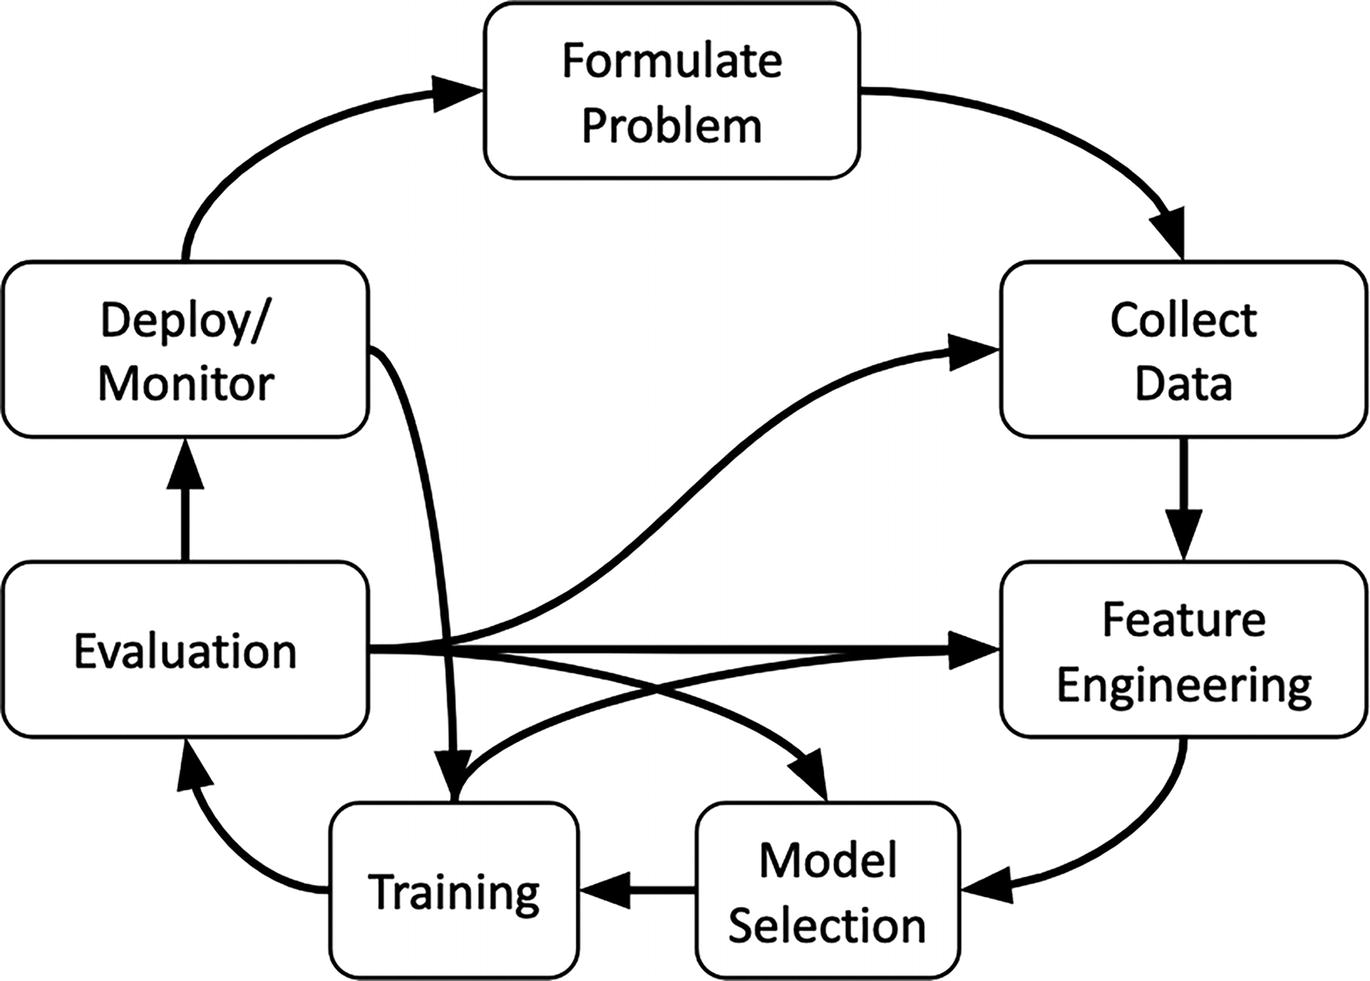 Formulate
Problem
Deploy/
Monitor
Collect
Data
Evaluation
Feature
Engineering
Training
Model
Selection